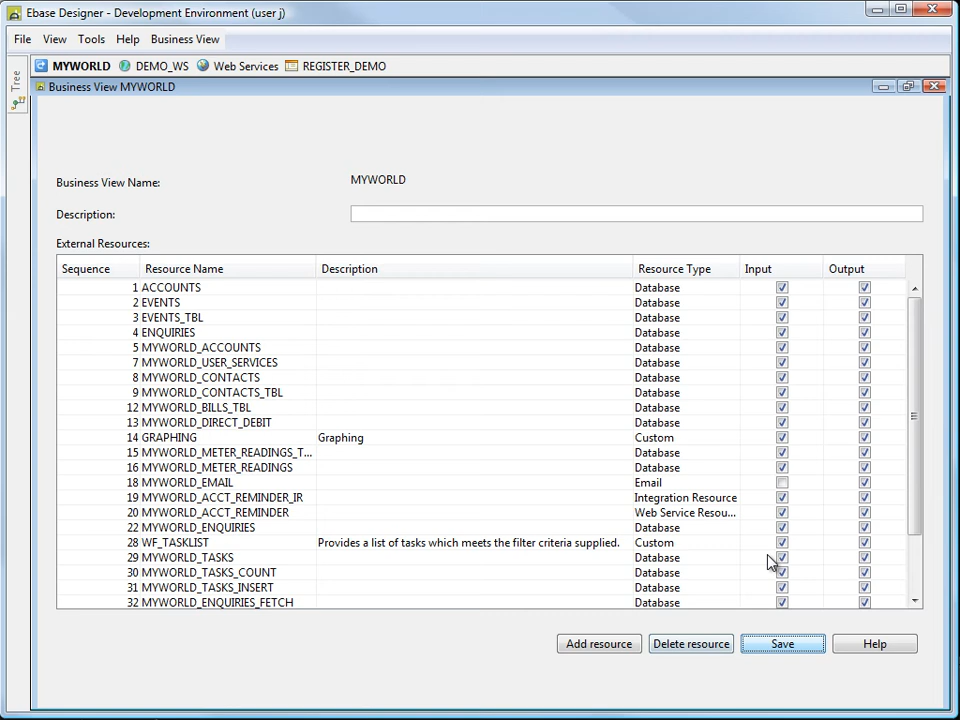 Ebase Designer - Development Environment (user j)
File View Tools Help Business View
Tree
MYWORLD DEMO_WS Web Services REGISTER_DEMO
Business View MYWORLD
Business View Name: MYWORLD
Description:
External Resources:
Sequence Resource Name Description Resource Type Input Output
1 ACCOUNTS Database
2 EVENTS Database
3 EVENTS_TBL Database
4 ENQUIRIES Database
5 MYWORLD_ACCOUNTS Database
7 MYWORLD_USER_SERVICES Database
8 MYWORLD_CONTACTS Database
9 MYWORLD_CONTACTS_TBL Database
12 MYWORLD_BILLS_TBL Database
13 MYWORLD_DIRECT_DEBIT Database
14 GRAPHING Graphing Custom
15 MYWORLD_METER_READINGS_T... Database
16 MYWORLD_METER_READINGS Database
18 MYWORLD_EMAIL Email
19 MYWORLD_ACCT_REMINDER_IR Integration Resource
20 MYWORLD_ACCT_REMINDER Web Service Resou...
22 MYWORLD_ENQUIRIES Database
28 WF_TASKLIST Provides a list of tasks which meets the filter criteria supplied. Custom
29 MYWORLD_TASKS Database
30 MYWORLD_TASKS_COUNT Database
31 MYWORLD_TASKS_INSERT Database
32 MYWORLD_ENQUIRIES_FETCH Database
Add resource Delete resource Save Help